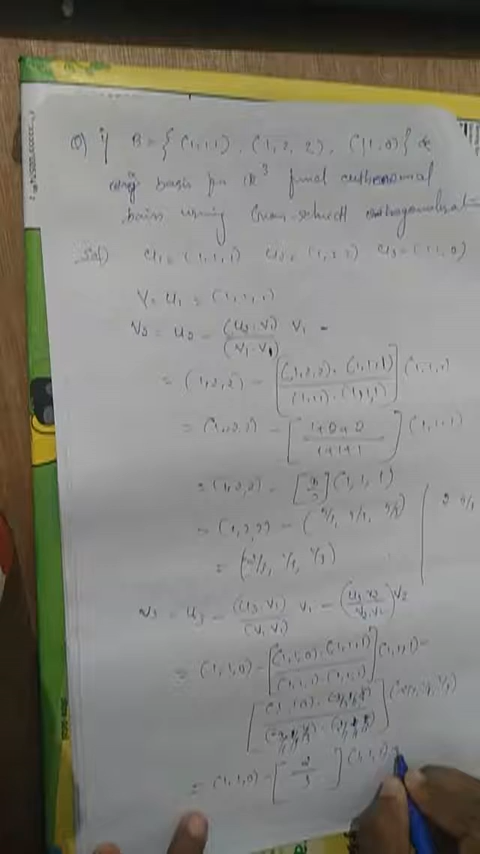 Q) If B = { (1,1,1), (1,2,2), (1,1,0) } be
basis for R³ find orthonormal
basis using Gram-schmidt orthogonalisat
Sol) u₁ = (1,1,1) u₂ = (1,2,2) u₃ = (1,1,0)
V₁ = u₁ = (1,1,1)
V₂ = u₂ - (u₂·V₁)/(V₁·V₁) V₁
= (1,2,2) - [(1,2,2)·(1,1,1)/(1,1,1)·(1,1,1)] (1,1,1)
= (1,2,2) - [1+2+2/1+1+1] (1,1,1)
= (1,2,2) - [5/3] (1,1,1)
= (1,2,2) - (5/3, 5/3, 5/3)
= (-2/3, 1/3, 1/3)
V₃ = u₃ - (u₃·V₁)/(V₁·V₁) V₁ - (u₃·V₂/V₂·V₂) V₂
= (1,1,0) - [(1,1,0)·(1,1,1)/(1,1,1)·(1,1,1)] (1,1,1) -
= (1,1,0) - [2/3] (1,1,1) -